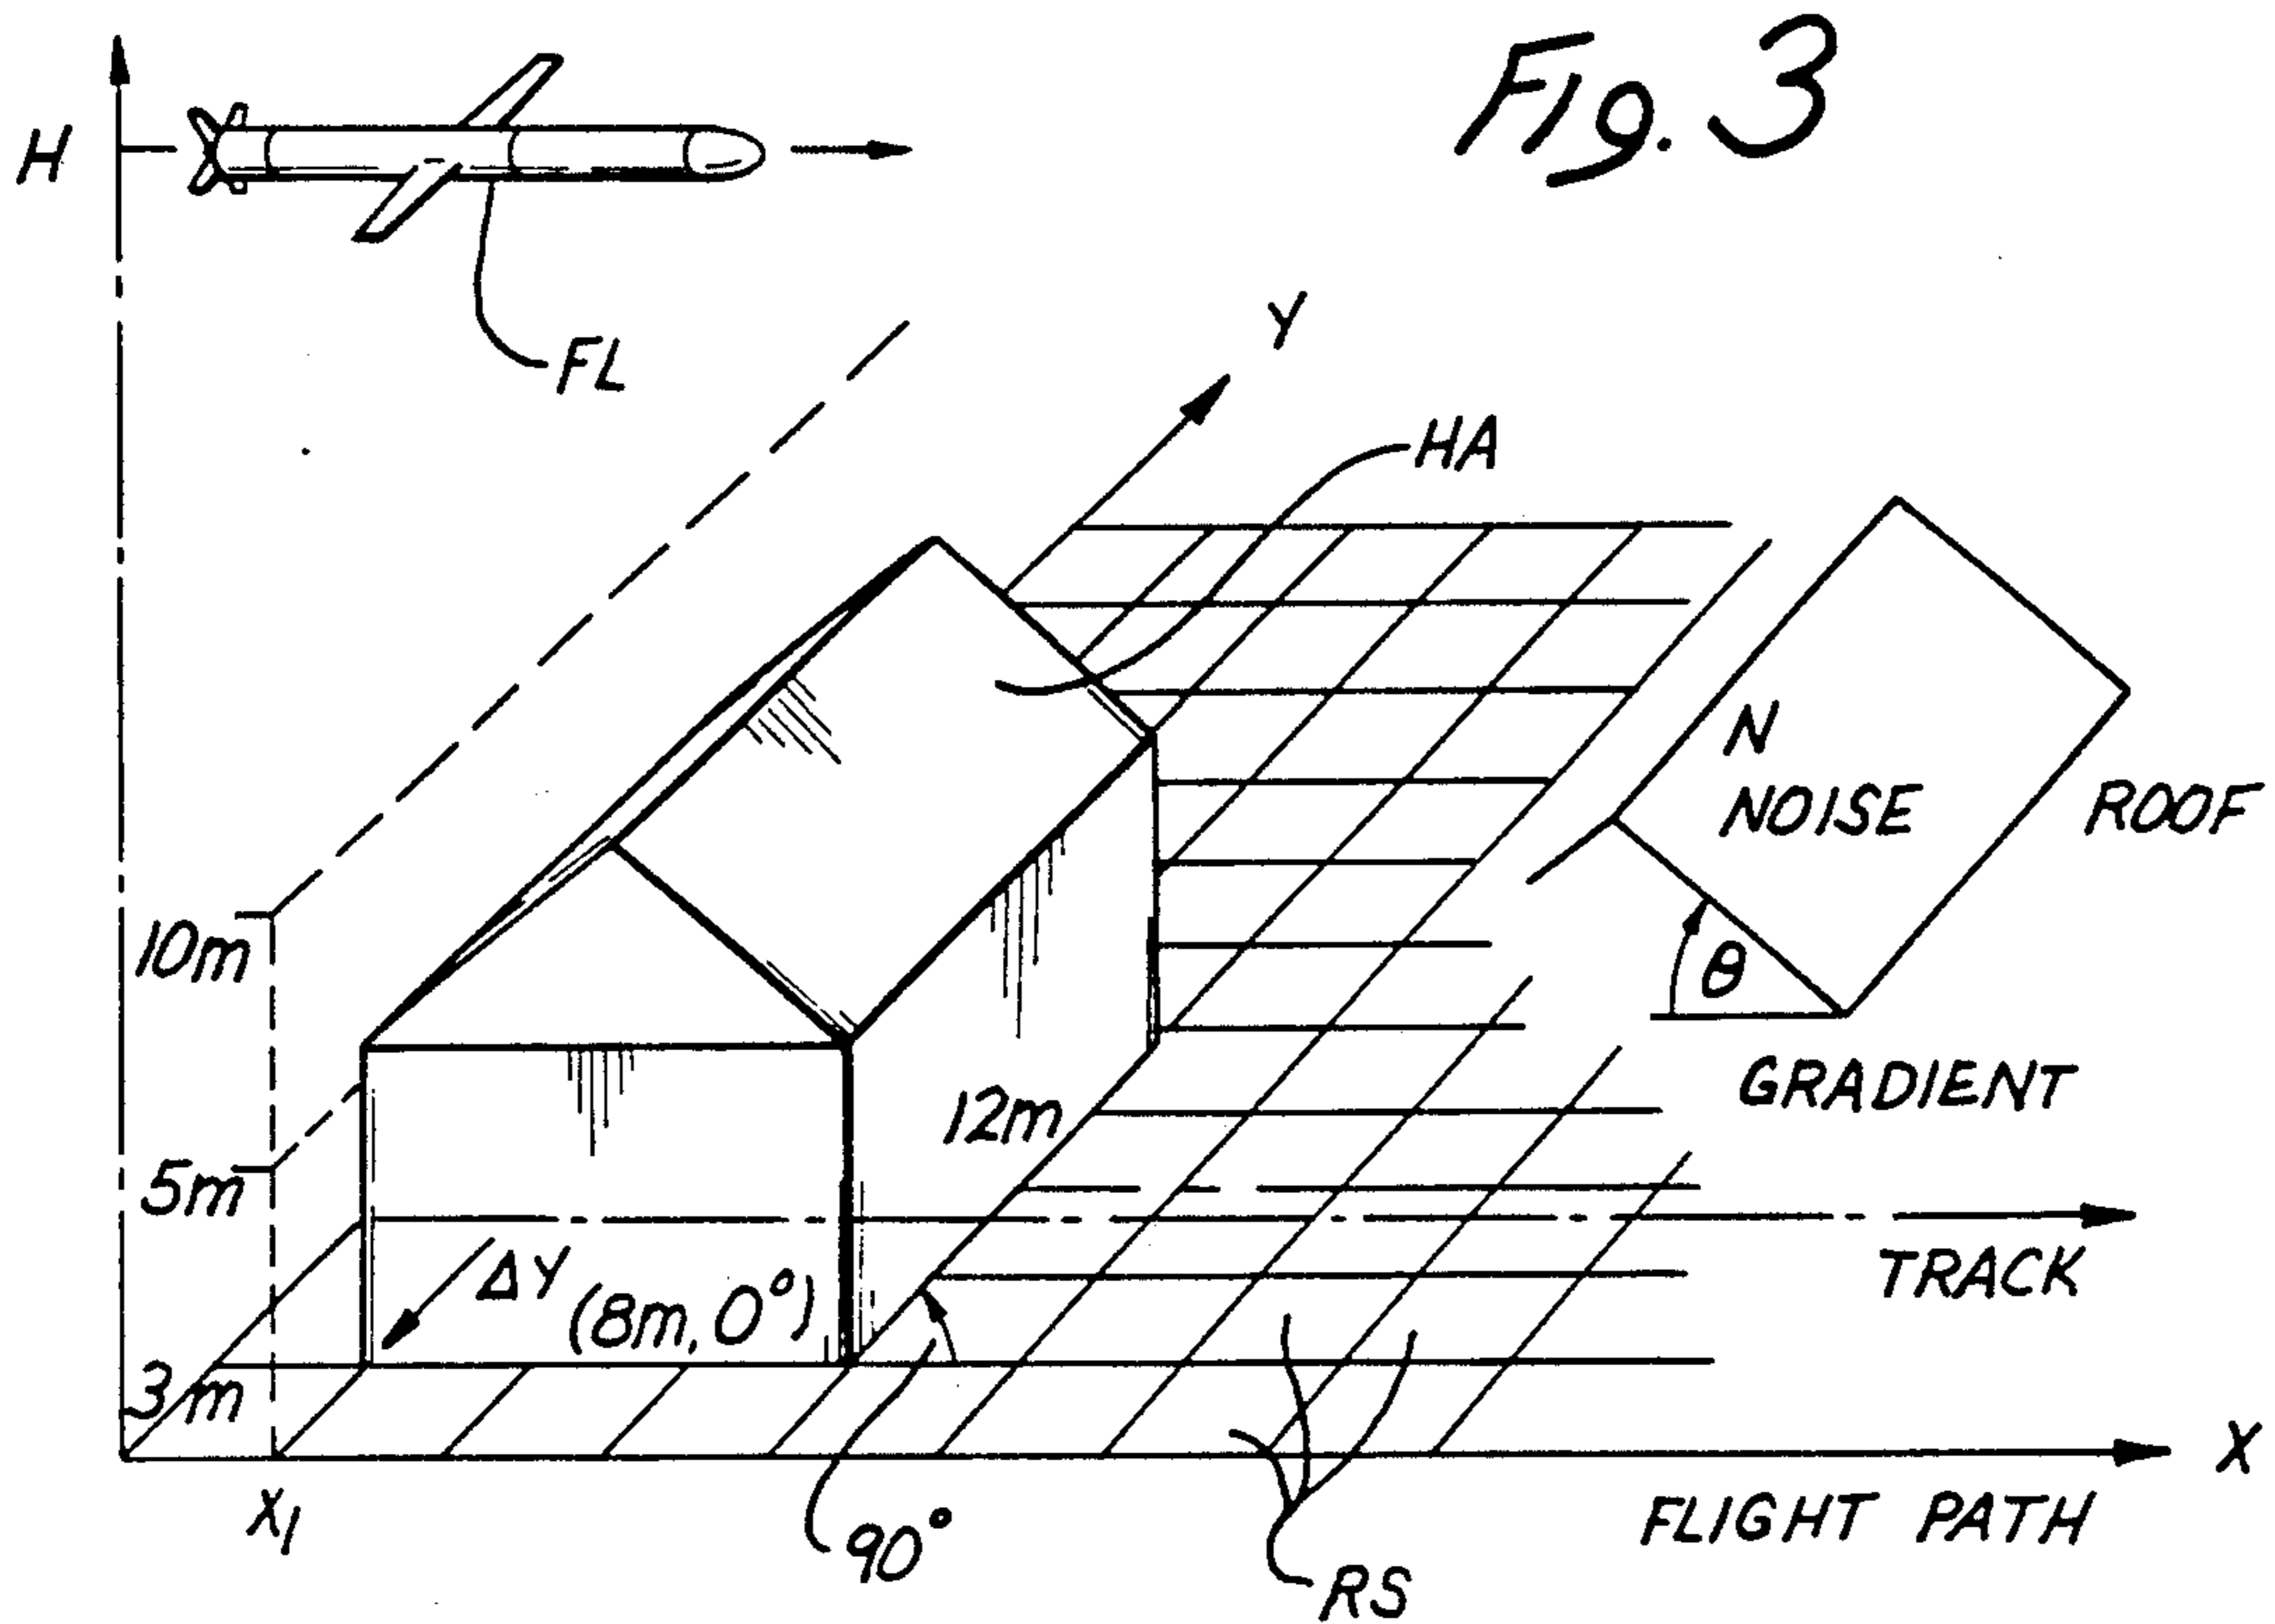 Fig. 3
H
FL
Y
HA
N
NOISE
ROOF
θ
10m
GRADIENT
12m
5m
TRACK
ΔY
(8m, 0°)
3m
X
X1
FLIGHT PATH
90°
RS